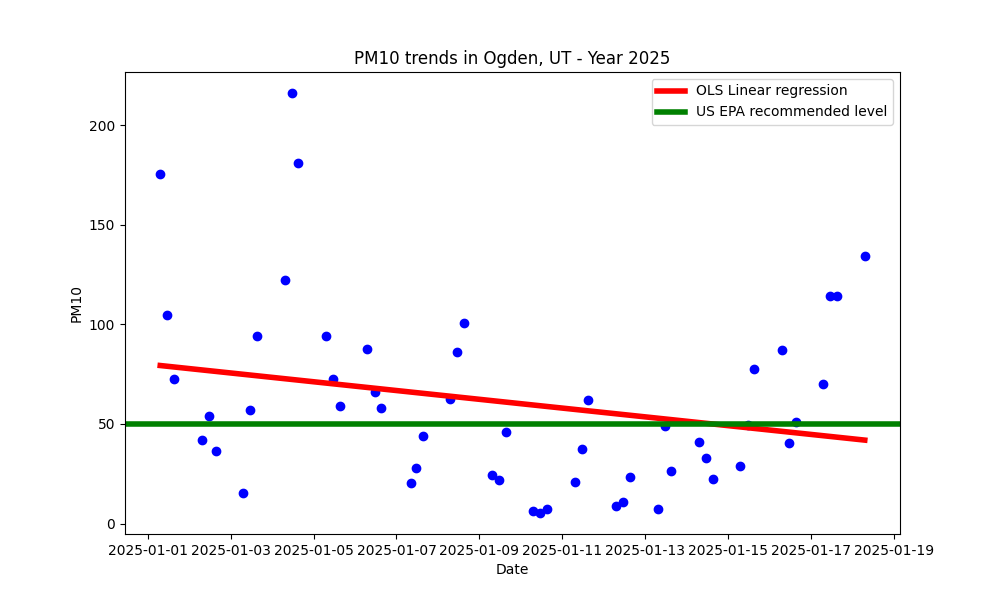 PM10 trends in Ogden, UT - Year 2025
OLS Linear regression
US EPA recommended level
200
150
100
50
0
PM10
2025-01-01 2025-01-03 2025-01-05 2025-01-07 2025-01-09 2025-01-11 2025-01-13 2025-01-15 2025-01-17 2025-01-19
Date